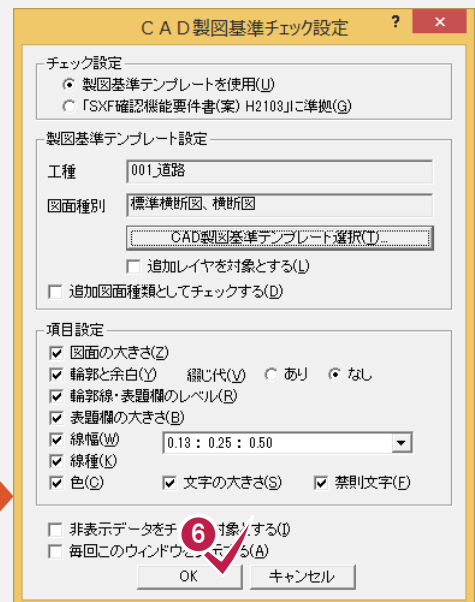 CAD製図基準チェック設定 ? ×
チェック設定
製図基準テンプレートを使用(U)
「SXF確認機能要件書(案) H2103」に準拠(G)
製図基準テンプレート設定
工種 001_道路
図面種別 標準横断図、横断図
CAD製図基準テンプレート選択(T)...
追加レイヤを対象とする(L)
追加図面種類としてチェックする(D)
項目設定
図面の大きさ(Z)
輪郭と余白(Y) 綴じ代(V) あり なし
輪郭線・表題欄のレベル(R)
表題欄の大きさ(B)
線幅(W) 0.13 : 0.25 : 0.50
線種(K)
色(C) 文字の大きさ(S) 禁則文字(F)
非表示データをチ 対象とする(I)
毎回このウィンドウを 示する(A)
6
OK キャンセル